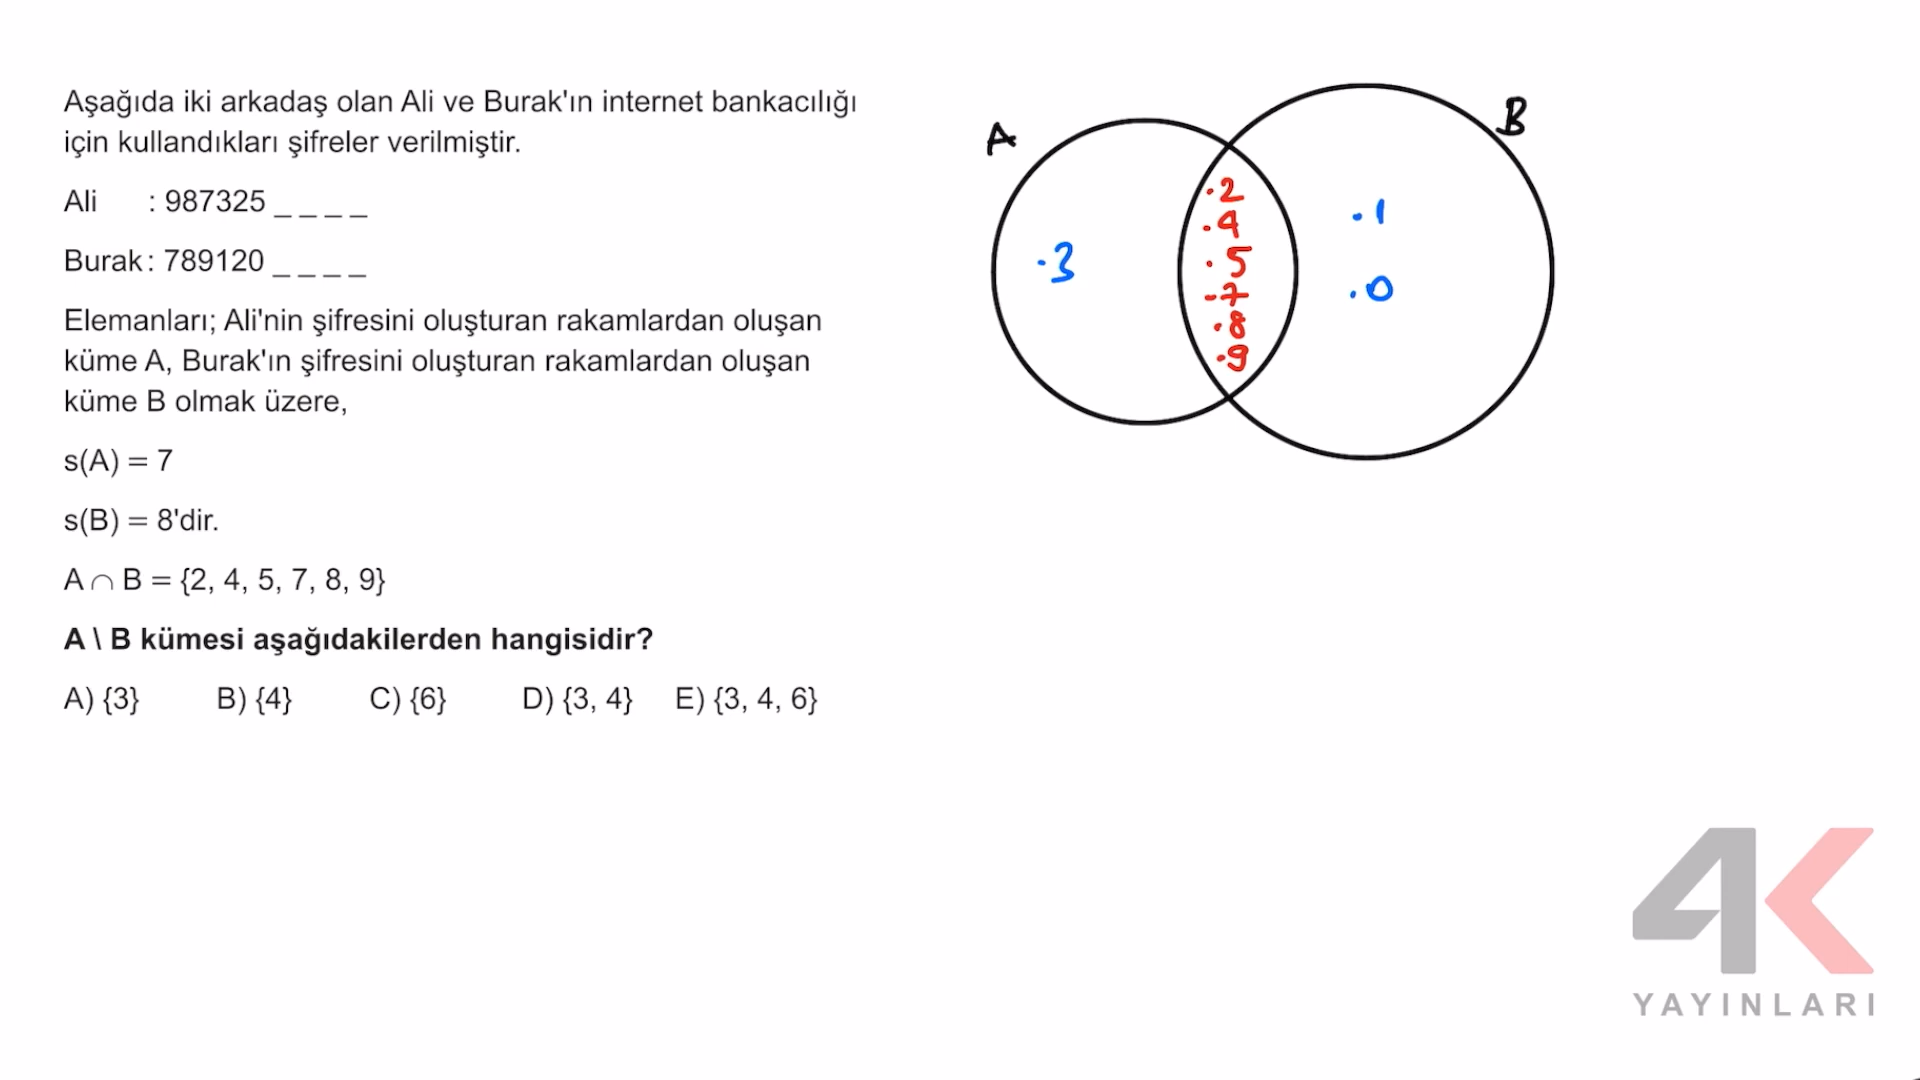 Aşağıda iki arkadaş olan Ali ve Burak'ın internet bankacılığı
için kullandıkları şifreler verilmiştir.
Ali : 987325 _ _ _ _
Burak : 789120 _ _ _ _
Elemanları; Ali'nin şifresini oluşturan rakamlardan oluşan
küme A, Burak'ın şifresini oluşturan rakamlardan oluşan
küme B olmak üzere,
s(A) = 7
s(B) = 8'dir.
A ∩ B = {2, 4, 5, 7, 8, 9}
A \ B kümesi aşağıdakilerden hangisidir?
A) {3} B) {4} C) {6} D) {3, 4} E) {3, 4, 6}
A
B
.3
.2
.4
.5
.7
.8
.9
.1
.0
4K
YAYINLARI